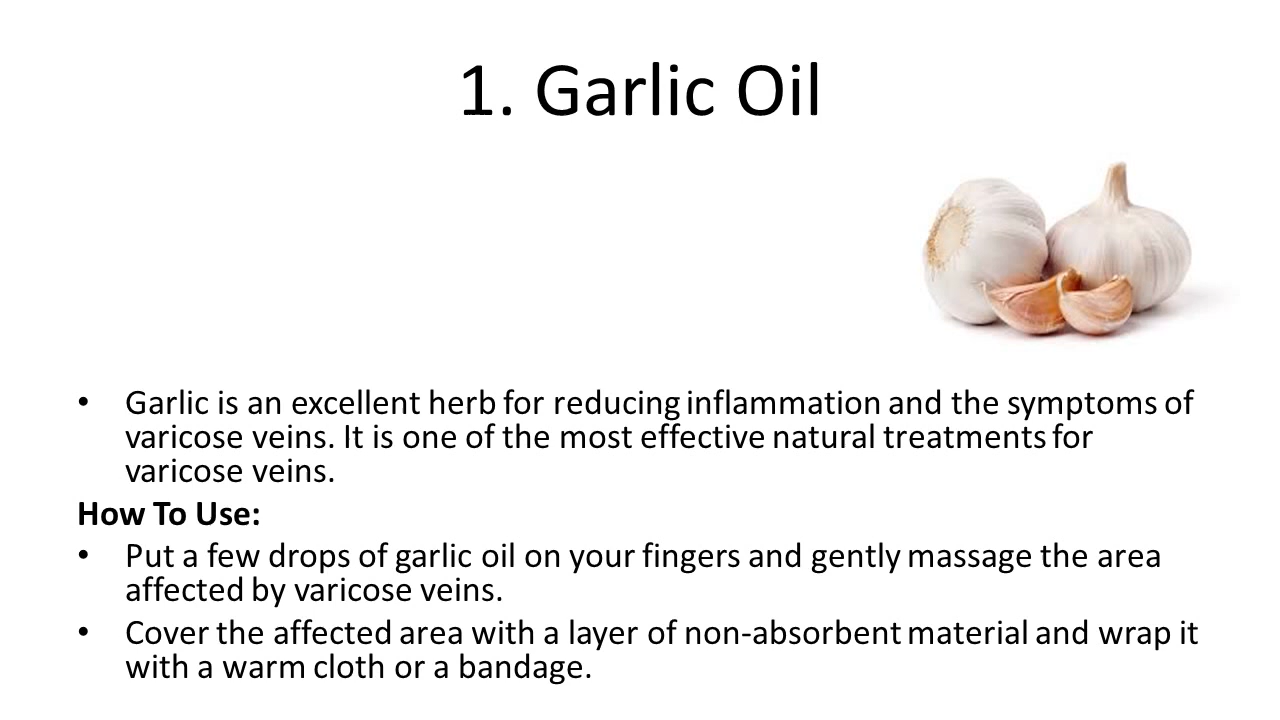 1. Garlic Oil
• Garlic is an excellent herb for reducing inflammation and the symptoms of
varicose veins. It is one of the most effective natural treatments for
varicose veins.
How To Use:
• Put a few drops of garlic oil on your fingers and gently massage the area
affected by varicose veins.
• Cover the affected area with a layer of non-absorbent material and wrap it
with a warm cloth or a bandage.